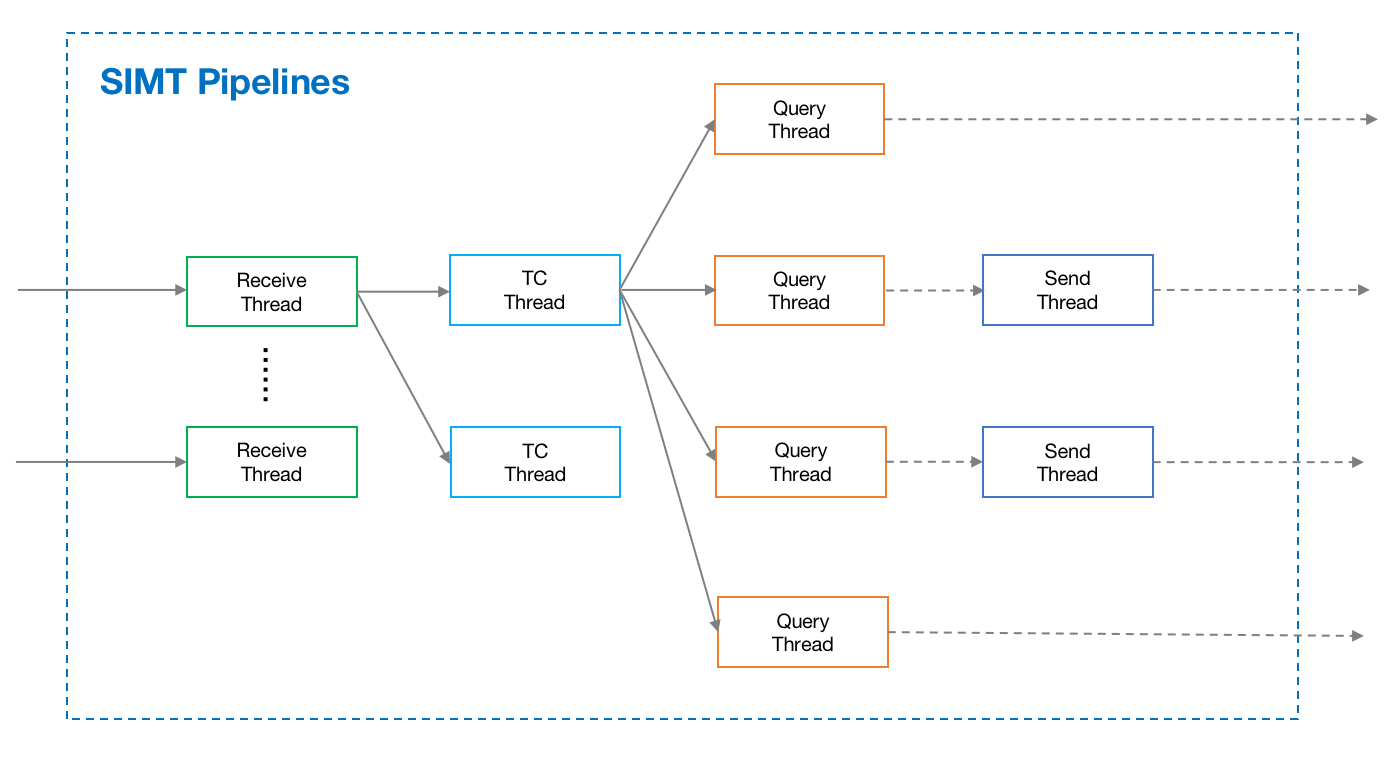 SIMT Pipelines
Query
Thread
Receive
Thread
TC
Thread
Query
Thread
Send
Thread
Receive
Thread
TC
Thread
Query
Thread
Send
Thread
Query
Thread